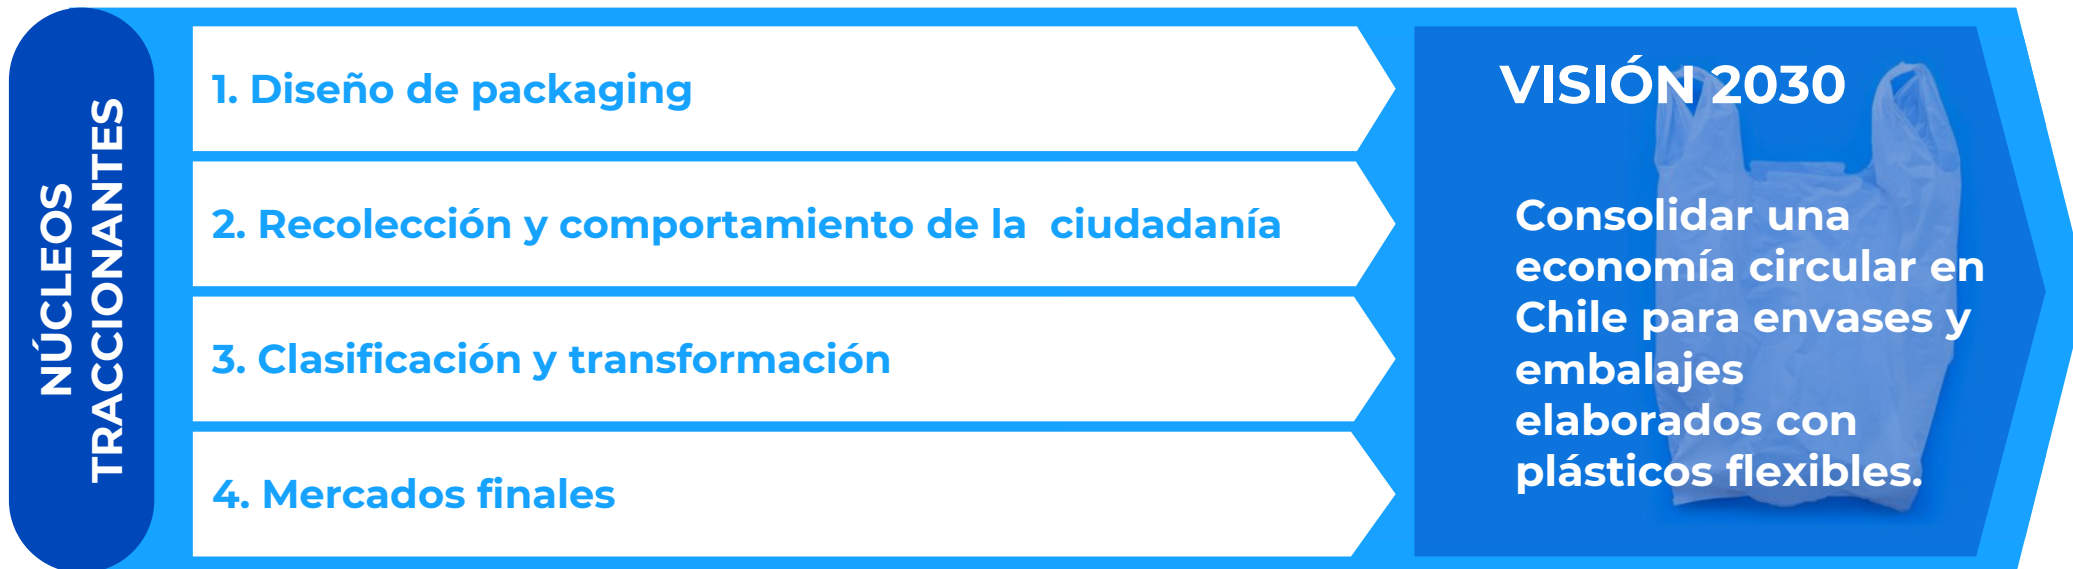 NÚCLEOS
TRACCIONANTES
1. Diseño de packaging
2. Recolección y comportamiento de la  ciudadanía
3. Clasificación y transformación
4. Mercados finales
VISIÓN 2030
Consolidar una
economía circular en
Chile para envases y
embalajes
elaborados con
plásticos flexibles.